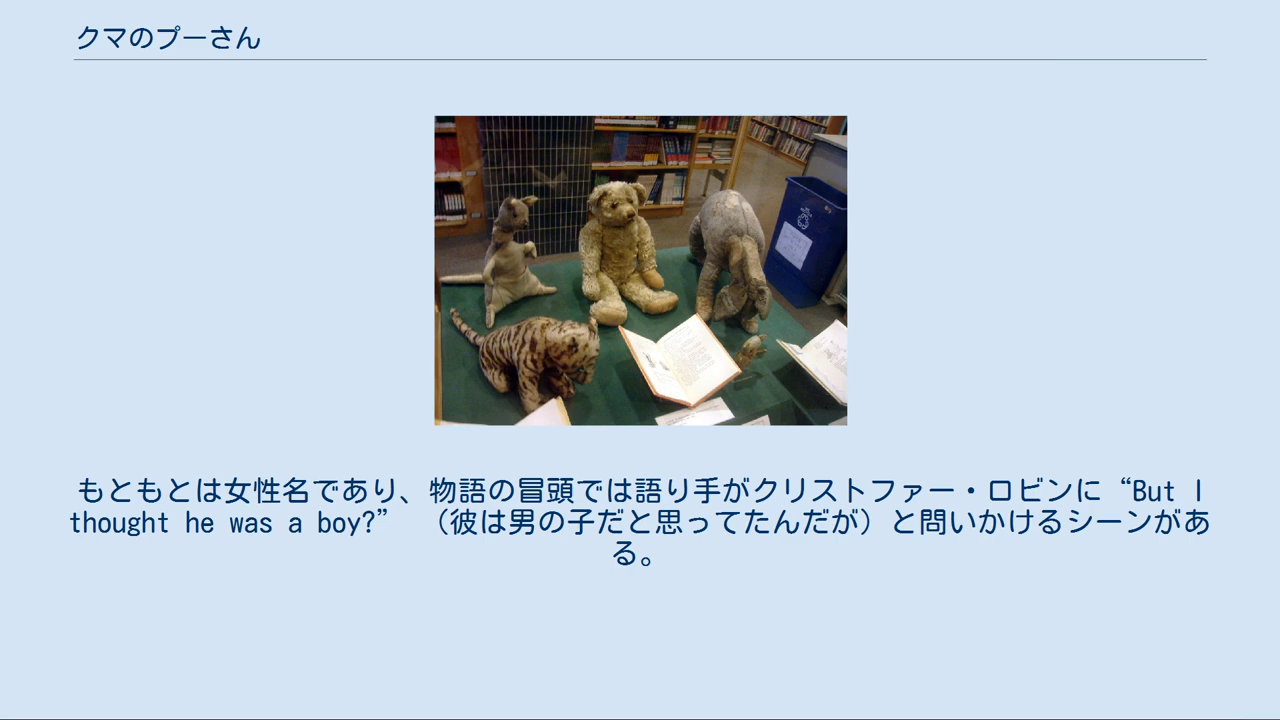 クマのプーさん
もともとは女性名であり、物語の冒頭では語り手がクリストファー・ロビンに“But I
thought he was a boy?”　（彼は男の子だと思ってたんだが）と問いかけるシーンがあ
る。